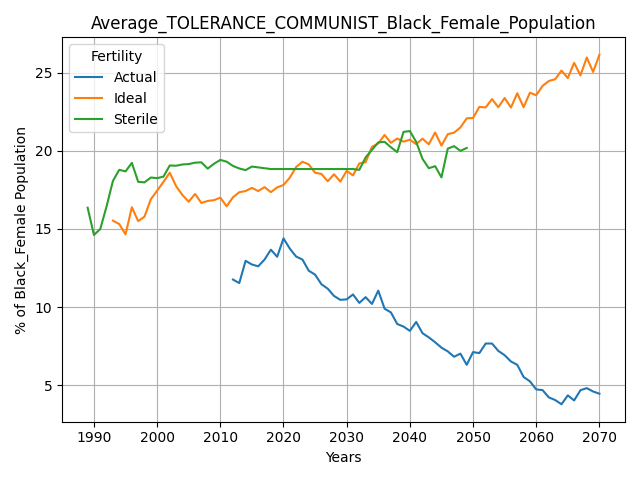 Average_TOLERANCE_COMMUNIST_Black_Female_Population
Fertility
Actual
Ideal
Sterile
% of Black_Female Population
25
20
15
10
5
1990 2000 2010 2020 2030 2040 2050 2060 2070
Years